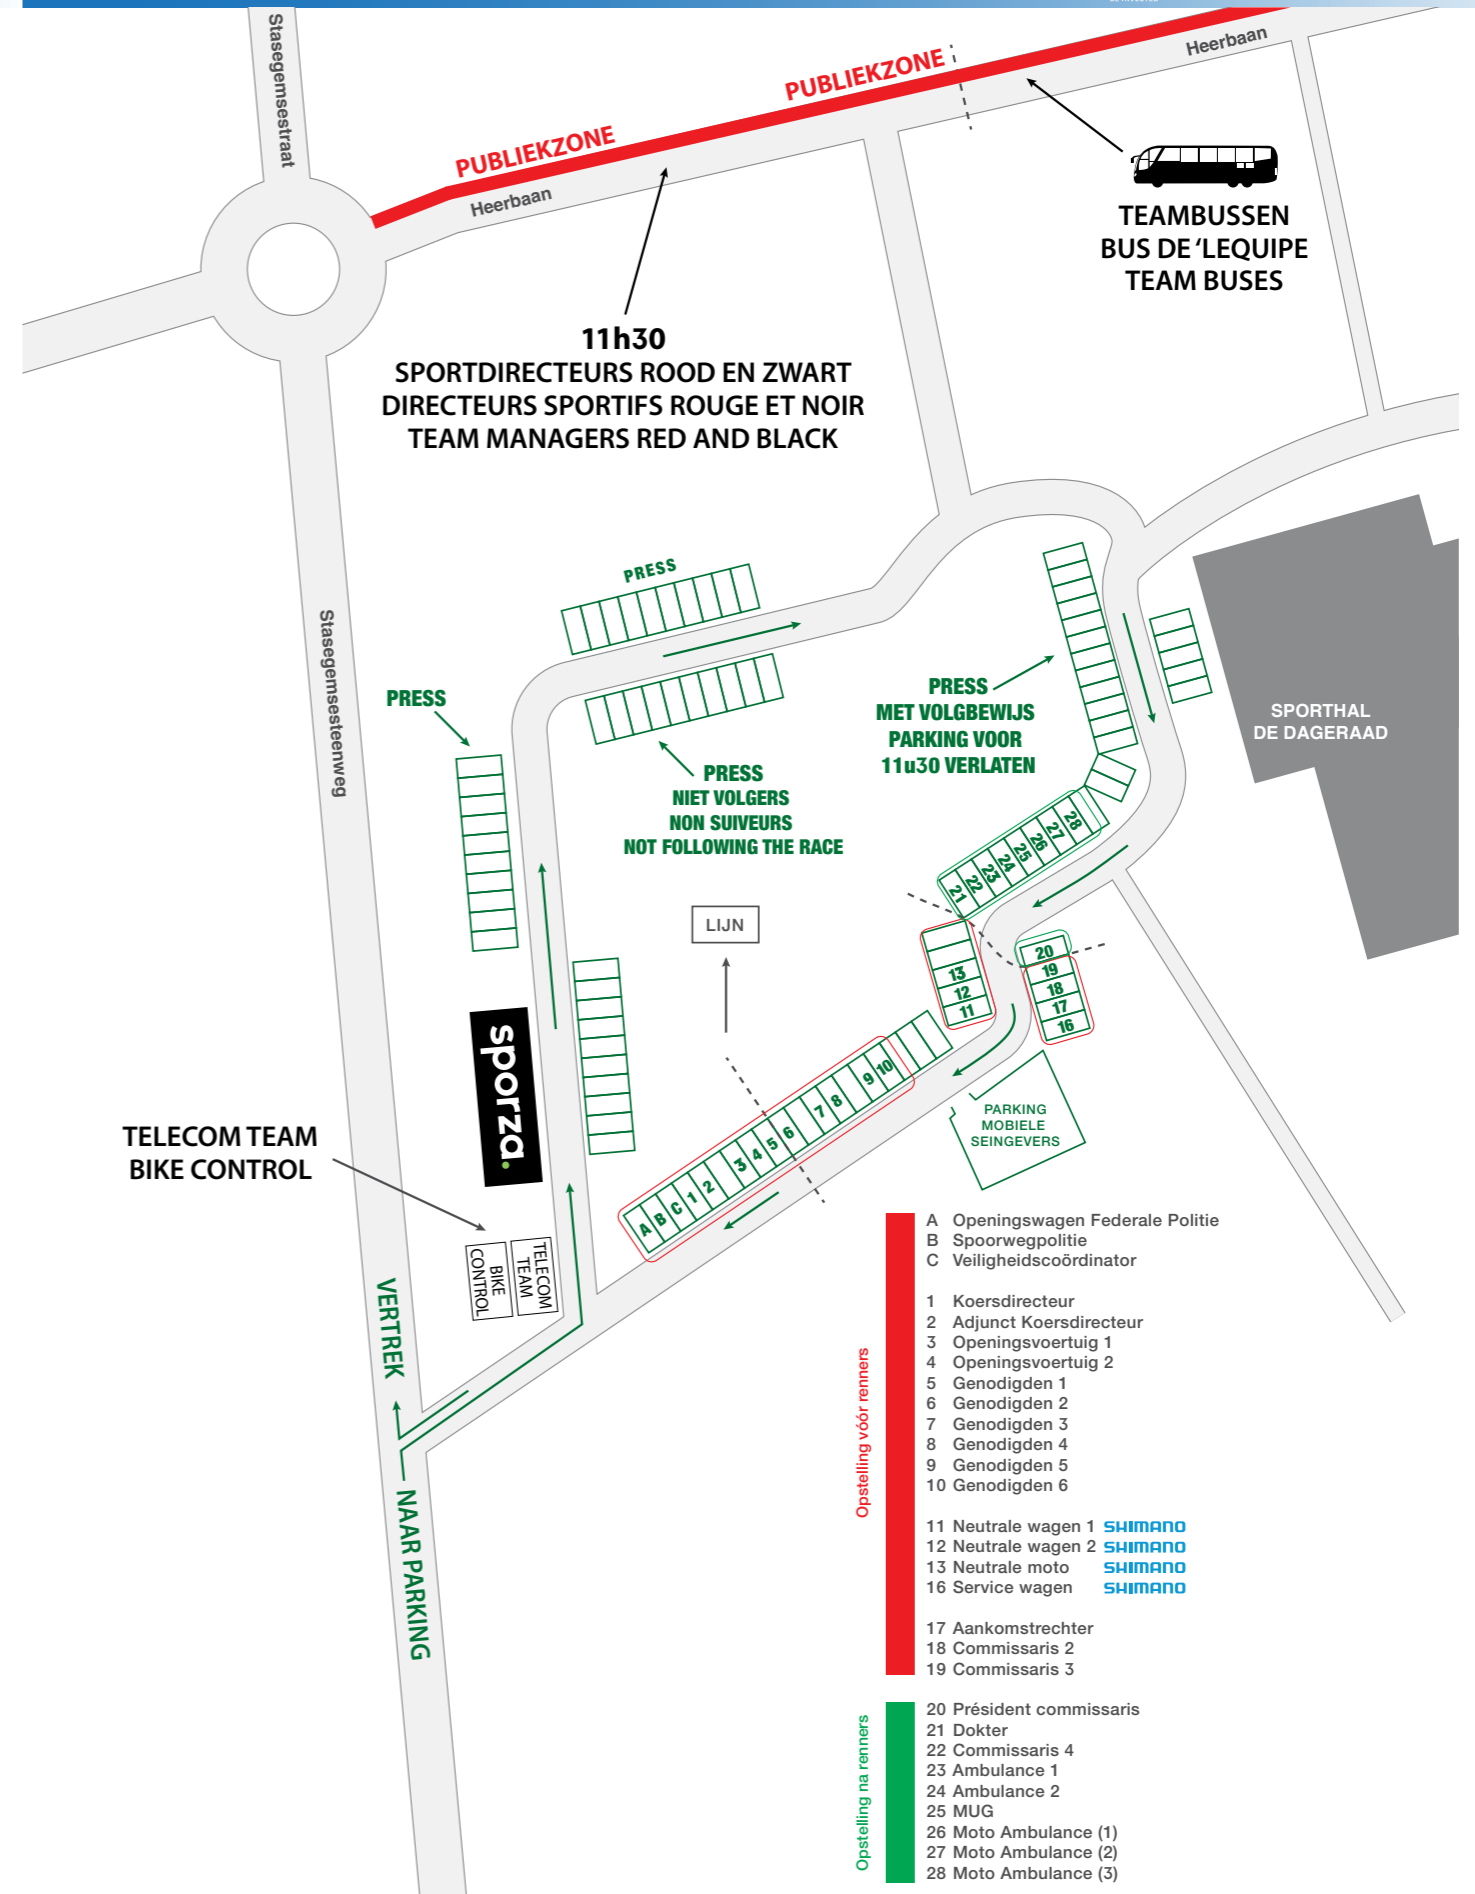 Stasegemsestraat
Heerbaan
PUBLIEKZONE
PUBLIEKZONE
Heerbaan
TEAMBUSSEN
BUS DE ‘LEQUIPE
TEAM BUSES
11h30
SPORTDIRECTEURS ROOD EN ZWART
DIRECTEURS SPORTIFS ROUGE ET NOIR
TEAM MANAGERS RED AND BLACK
Stasegemsesteenweg
PRESS
PRESS
PRESS
NIET VOLGERS
NON SUIVEURS
NOT FOLLOWING THE RACE
PRESS
MET VOLGBEWIJS
PARKING VOOR
11u30 VERLATEN
SPORTHAL
DE DAGERAAD
21 22 23 24 25 26 27 28
LIJN
13
12
11
20
19
18
17
16
sporza.
A B C 1 2 3 4 5 6 7 8 9 10
PARKING
MOBIELE
SEINGEVERS
TELECOM TEAM
BIKE CONTROL
TELECOM
TEAM
BIKE
CONTROL
VERTREK
NAAR PARKING
Opstelling vóór renners
A Openingswagen Federale Politie
B Spoorwegpolitie
C Veiligheidscoördinator
1 Koersdirecteur
2 Adjunct Koersdirecteur
3 Openingsvoertuig 1
4 Openingsvoertuig 2
5 Genodigden 1
6 Genodigden 2
7 Genodigden 3
8 Genodigden 4
9 Genodigden 5
10 Genodigden 6
11 Neutrale wagen 1 SHIMANO
12 Neutrale wagen 2 SHIMANO
13 Neutrale moto SHIMANO
16 Service wagen SHIMANO
17 Aankomstrechter
18 Commissaris 2
19 Commissaris 3
Opstelling na renners
20 Président commissaris
21 Dokter
22 Commissaris 4
23 Ambulance 1
24 Ambulance 2
25 MUG
26 Moto Ambulance (1)
27 Moto Ambulance (2)
28 Moto Ambulance (3)